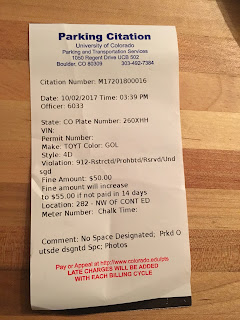 Parking Citation
University of Colorado
Parking and Transportation Services
1050 Regent Drive UCB 502
Boulder, CO 80309 303-492-7384
Citation Number: M17201800016
Date: 10/02/2017 Time: 03:39 PM
Officer: 6033
State: CO Plate Number: 260XHH
VIN:
Permit Number:
Make: TOYT Color: GOL
Style: 4D
Violation: 912-Rstrctd/Prohbtd/Rsrvd/Und
sgd
Fine Amount: $50.00
Fine amount will increase
to $55.00 if not paid in 14 days
Location: 282 - NW OF CONT ED
Meter Number: Chalk Time:
Comment: No Space Designated; Prkd O
utsde dsgntd Spc; Photos
Pay or Appeal at http://www.colorado.edu/pts
LATE CHARGES WILL BE ADDED
WITH EACH BILLING CYCLE